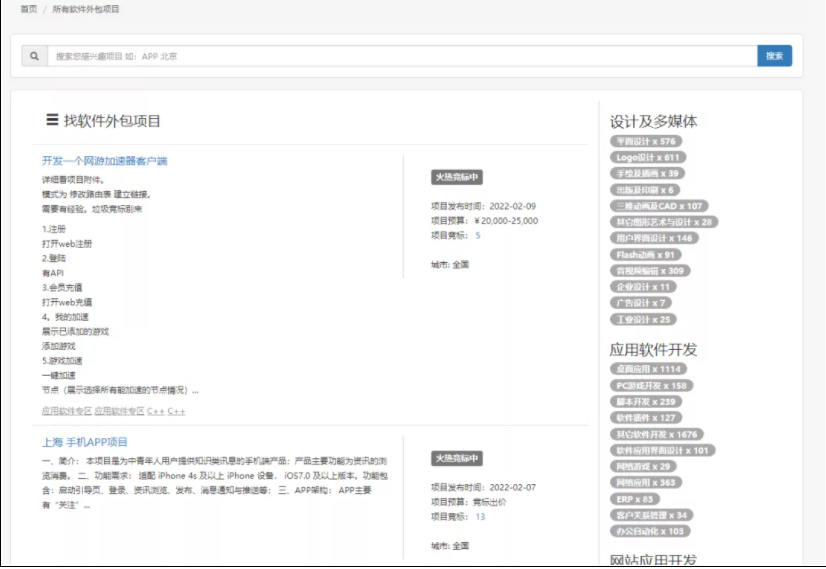 首页 / 所有软件外包项目
搜索您感兴趣项目 如：APP 北京
搜索
找软件外包项目
开发一个网游加速器客户端
详细看项目附件。
模式为 修改路由表 建立链接。
需要有经验。垃圾竞标别来
1.注册
打开web注册
2.登陆
有API
3.会员充值
打开web充值
4、我的加速
展示已添加的游戏
添加游戏
5.游戏加速
一键加速
节点（展示选择所有能加速的节点情况）...
应用软件专区 应用软件专区 C++ C++
火热竞标中
项目发布时间：2022-02-09
项目预算：￥20,000-25,000
项目竞标： 5
城市: 全国
上海 手机APP项目
一、简介： 本项目是为中青年人用户提供知识类讯息的手机端产品：产品主要功能为资讯的浏
览消费。 二、功能需求： 适配 iPhone 4s 及以上 iPhone 设备， iOS7.0 及以上版本。功能包
含：启动引导页、登录、资讯浏览、发布、消息通知与推送等； 三、APP架构： APP主要
有“关注”...
火热竞标中
项目发布时间：2022-02-07
项目预算：竞标出价
项目竞标： 13
城市: 全国
设计及多媒体
平面设计 x 576
Logo设计 x 611
手绘及插画 x 39
出版及印刷 x 6
三维动画及CAD x 107
其它图形艺术与设计 x 28
用户界面设计 x 146
Flash动画 x 91
音视频编辑 x 309
企业设计 x 11
广告设计 x 7
工业设计 x 25
应用软件开发
桌面应用 x 1114
PC游戏开发 x 158
脚本开发 x 239
软件插件 x 127
其它软件开发 x 1676
软件应用界面设计 x 101
网络游戏 x 29
网络应用 x 363
ERP x 83
客户关系管理 x 34
办公自动化 x 105
网站应用开发